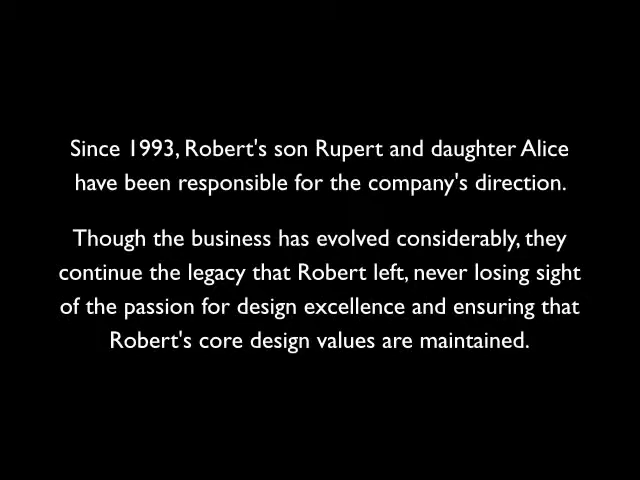 Since 1993, Robert's son Rupert and daughter Alice
have been responsible for the company's direction.
Though the business has evolved considerably, they
continue the legacy that Robert left, never losing sight
of the passion for design excellence and ensuring that
Robert's core design values are maintained.